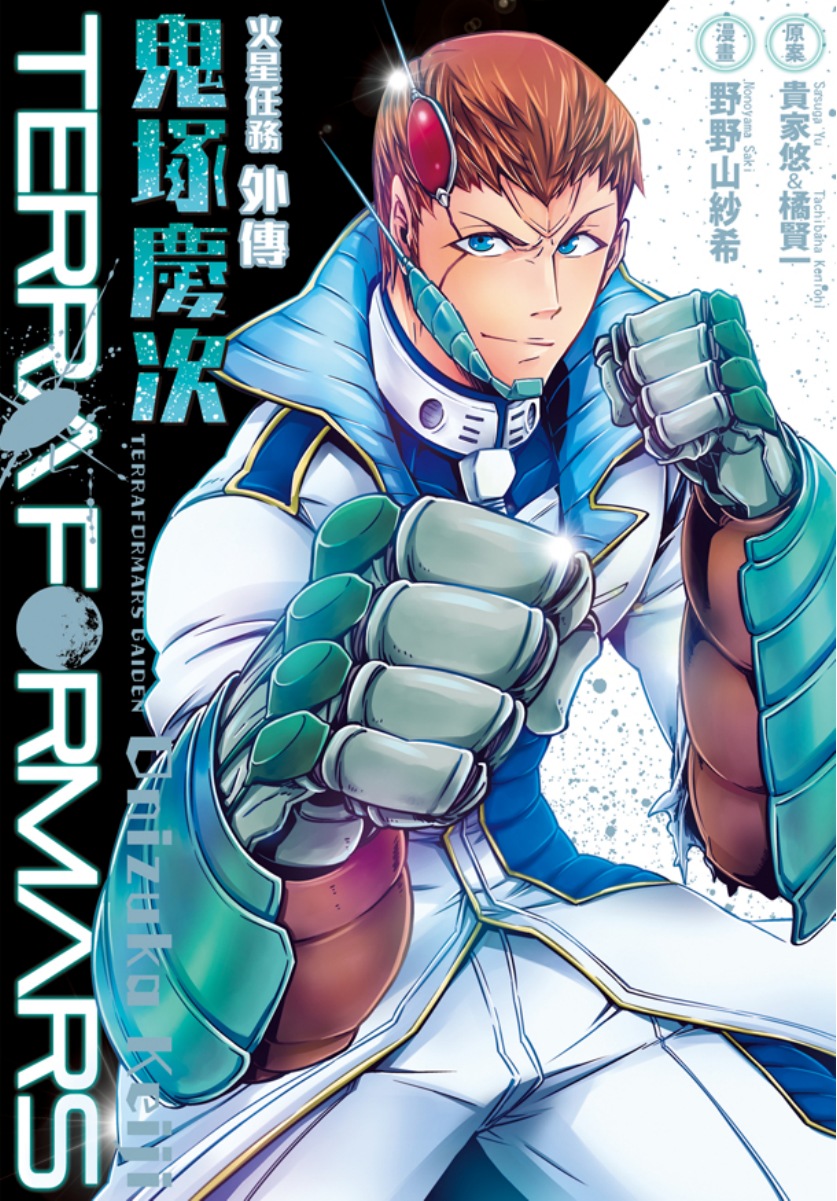 原案
貴家悠&橘賢一
Sasuga Yu
Tachibana Kenichi
漫畫
野野山紗希
Nonoyama Saki
火星任務 外傳
鬼塚慶次
TERRAFORMARS GAIDEN
Onizuka Keiji
TERRAFORMARS